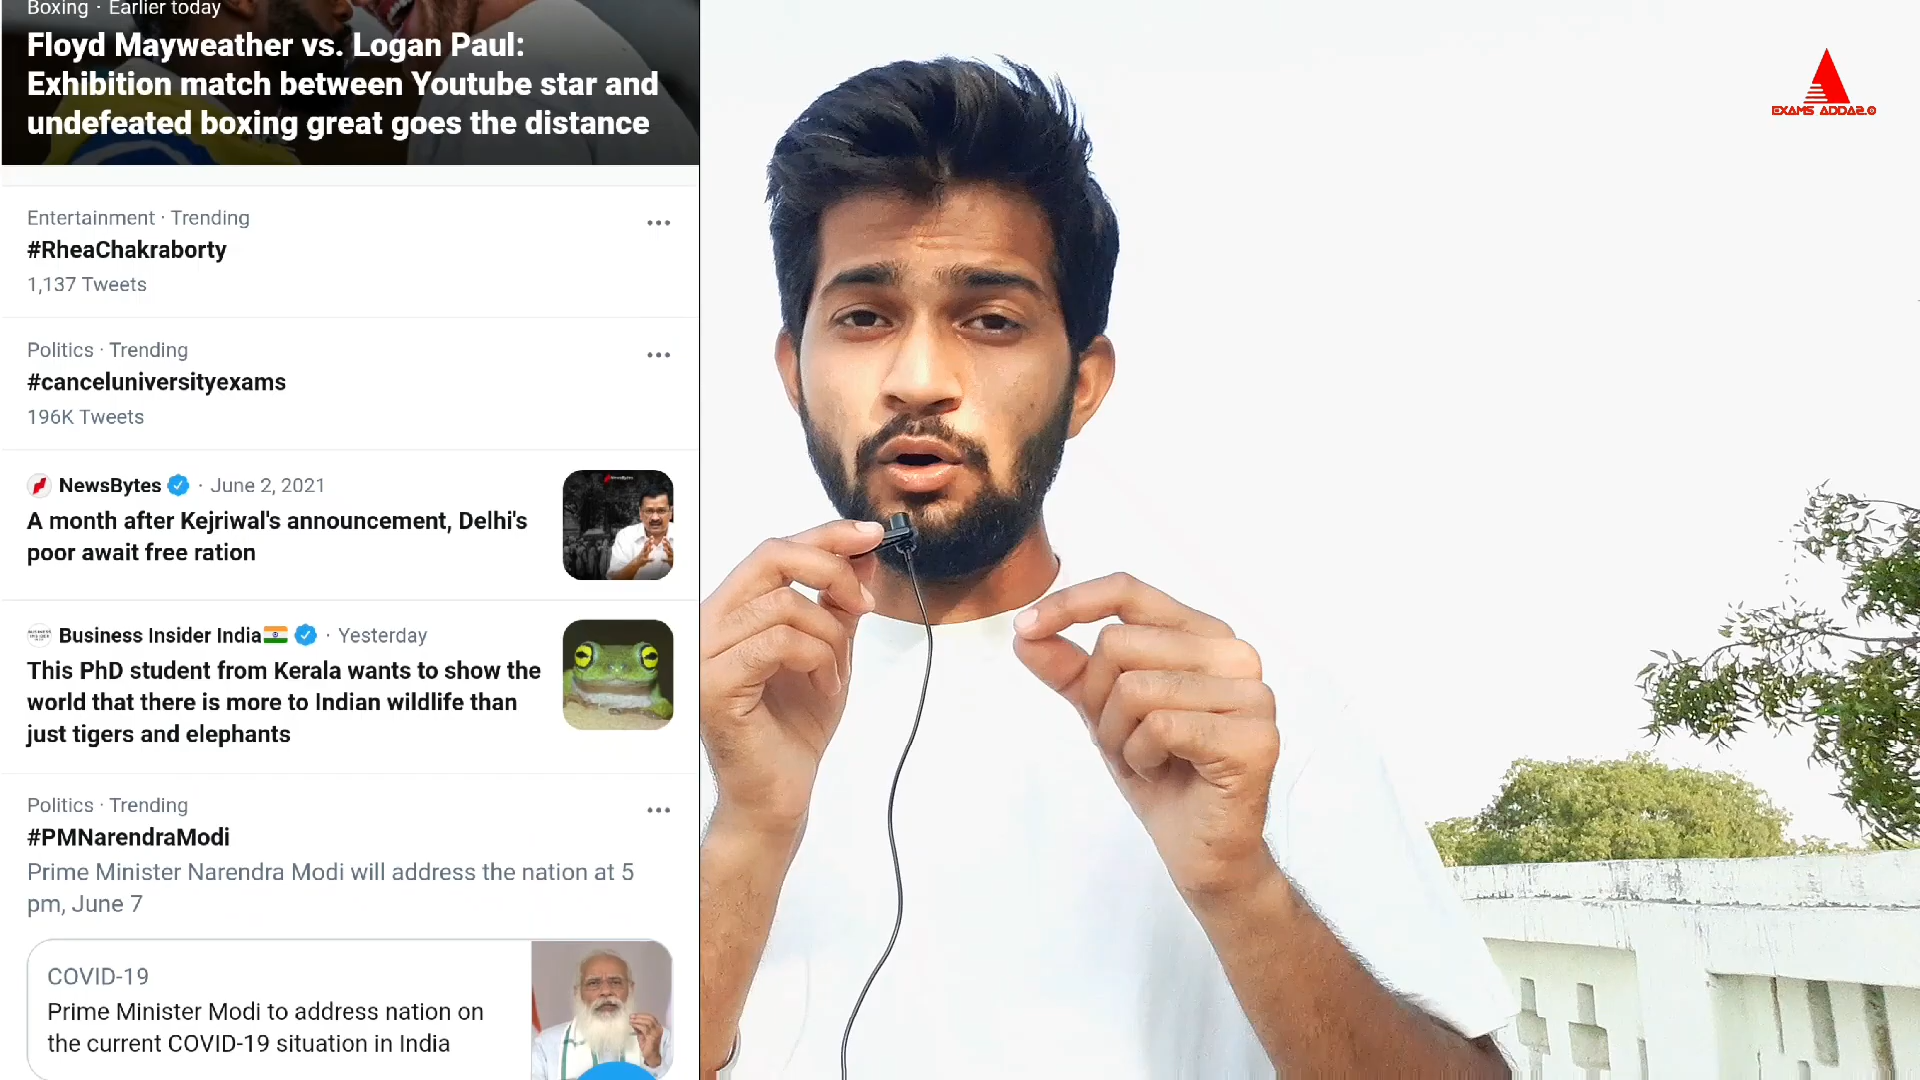 Boxing · Earlier today
Floyd Mayweather vs. Logan Paul:
Exhibition match between Youtube star and
undefeated boxing great goes the distance
Entertainment · Trending
#RheaChakraborty
1,137 Tweets
Politics · Trending
#canceluniversityexams
196K Tweets
NewsBytes · June 2, 2021
A month after Kejriwal's announcement, Delhi's
poor await free ration
Business Insider India · Yesterday
This PhD student from Kerala wants to show the
world that there is more to Indian wildlife than
just tigers and elephants
Politics · Trending
#PMNarendraModi
Prime Minister Narendra Modi will address the nation at 5
pm, June 7
COVID-19
Prime Minister Modi to address nation on
the current COVID-19 situation in India
EXAMS ADDA2.0